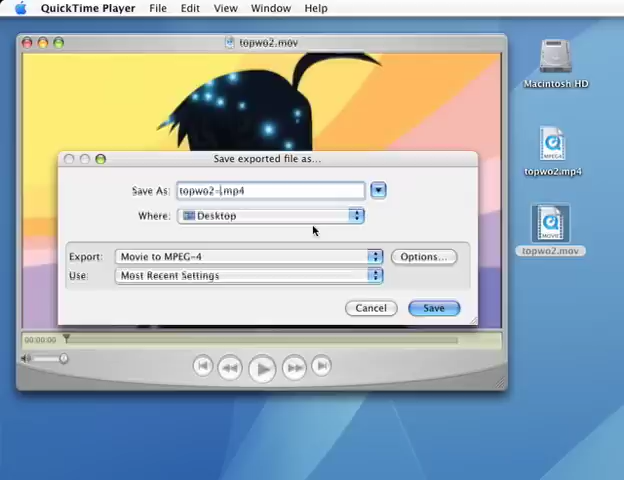 QuickTime Player File Edit View Window Help
topwo2.mov
Macintosh HD
MPEG4
topwo2.mp4
MOVIE
topwo2.mov
Save exported file as...
Save As: topwo2-.mp4
Where: Desktop
Export: Movie to MPEG-4 Options...
Use: Most Recent Settings
Cancel Save
00:00:00